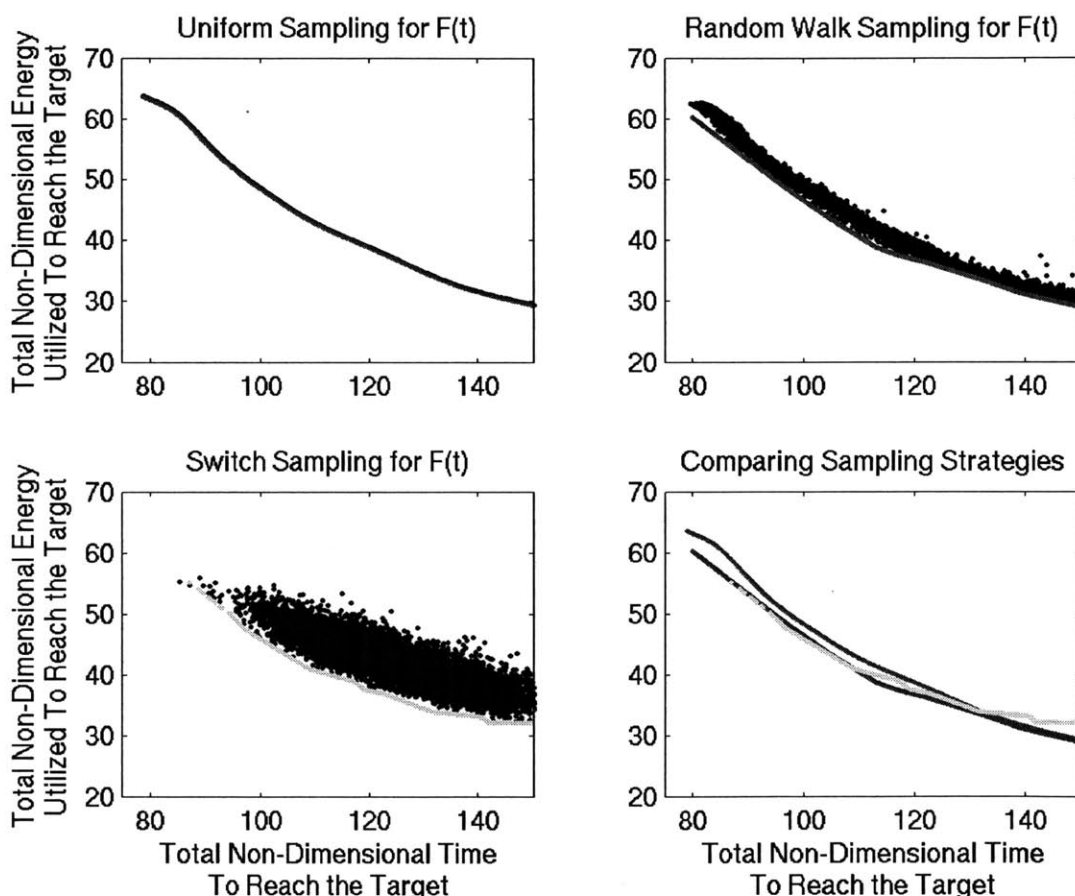 Uniform Sampling for F(t)
Total Non-Dimensional Energy
Utilized To Reach the Target
70
60
50
40
30
20
80 100 120 140
Random Walk Sampling for F(t)
70
60
50
40
30
20
80 100 120 140
Switch Sampling for F(t)
Total Non-Dimensional Energy
Utilized To Reach the Target
70
60
50
40
30
20
80 100 120 140
Total Non-Dimensional Time
To Reach the Target
Comparing Sampling Strategies
70
60
50
40
30
20
80 100 120 140
Total Non-Dimensional Time
To Reach the Target